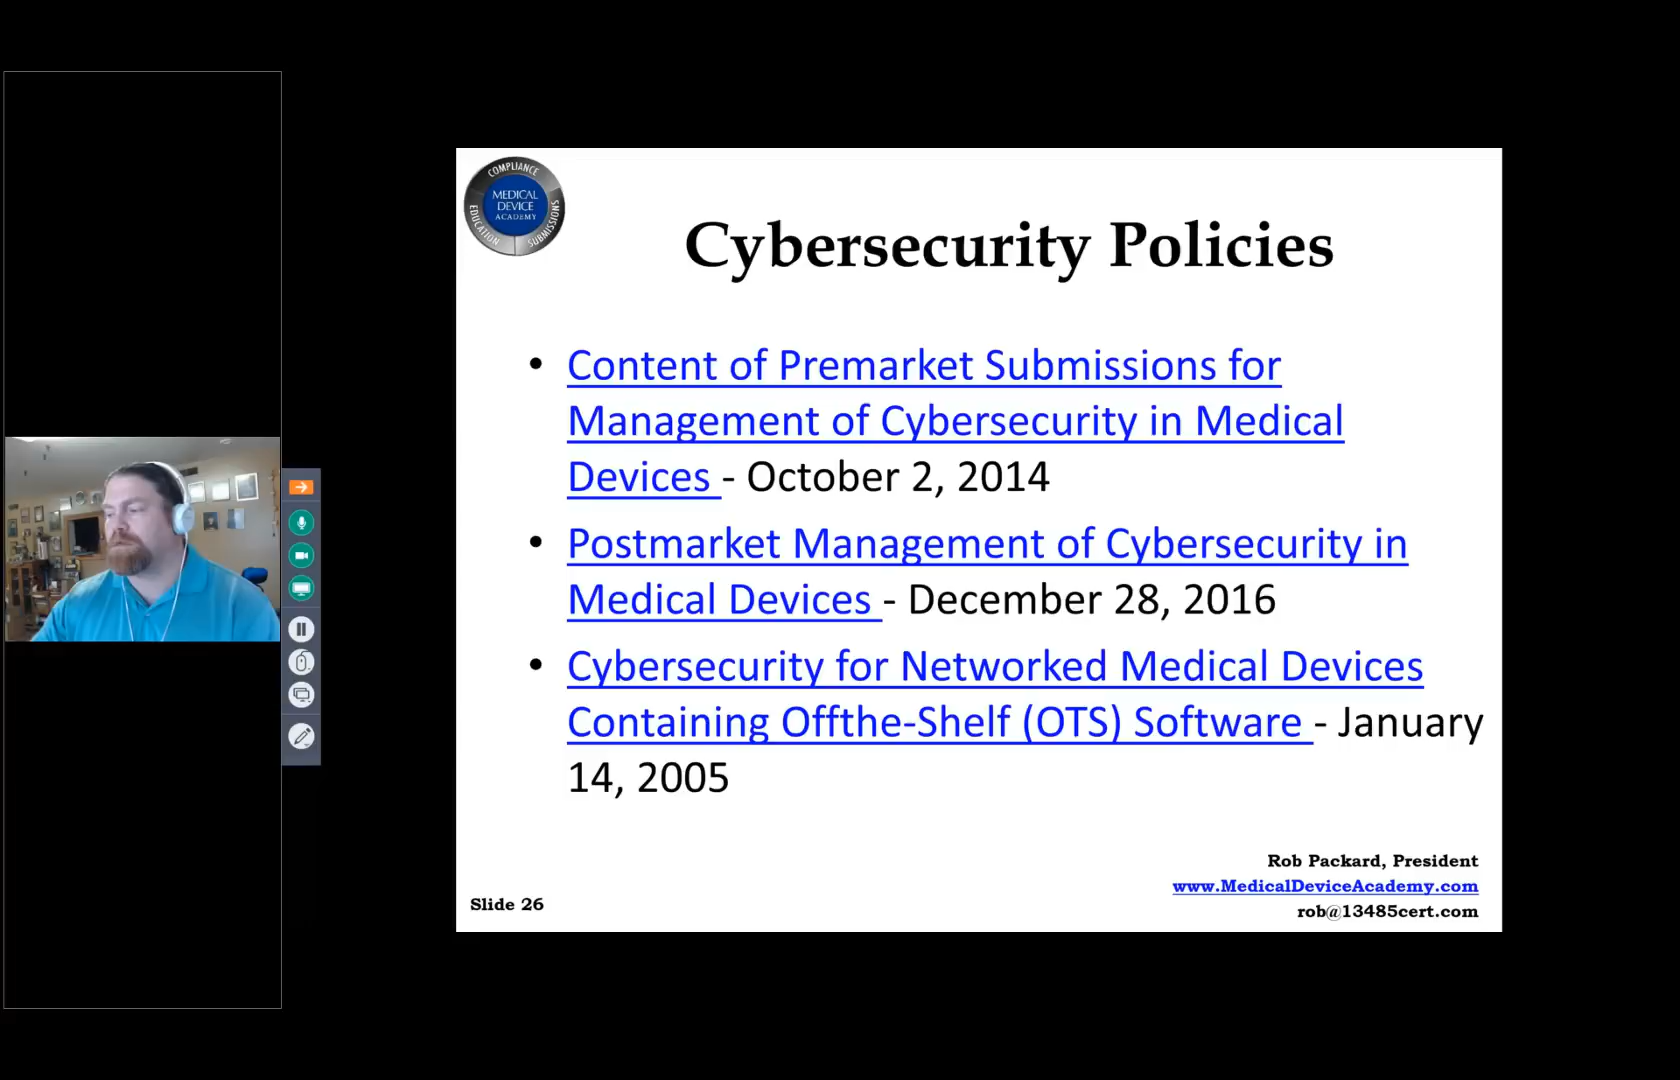 COMPLIANCE
EDUCATION
SUBMISSIONS
MEDICAL
DEVICE
ACADEMY
Cybersecurity Policies
• Content of Premarket Submissions for
Management of Cybersecurity in Medical
Devices - October 2, 2014
• Postmarket Management of Cybersecurity in
Medical Devices - December 28, 2016
• Cybersecurity for Networked Medical Devices
Containing Offthe-Shelf (OTS) Software - January
14, 2005
Rob Packard, President
www.MedicalDeviceAcademy.com
rob@13485cert.com
Slide 26